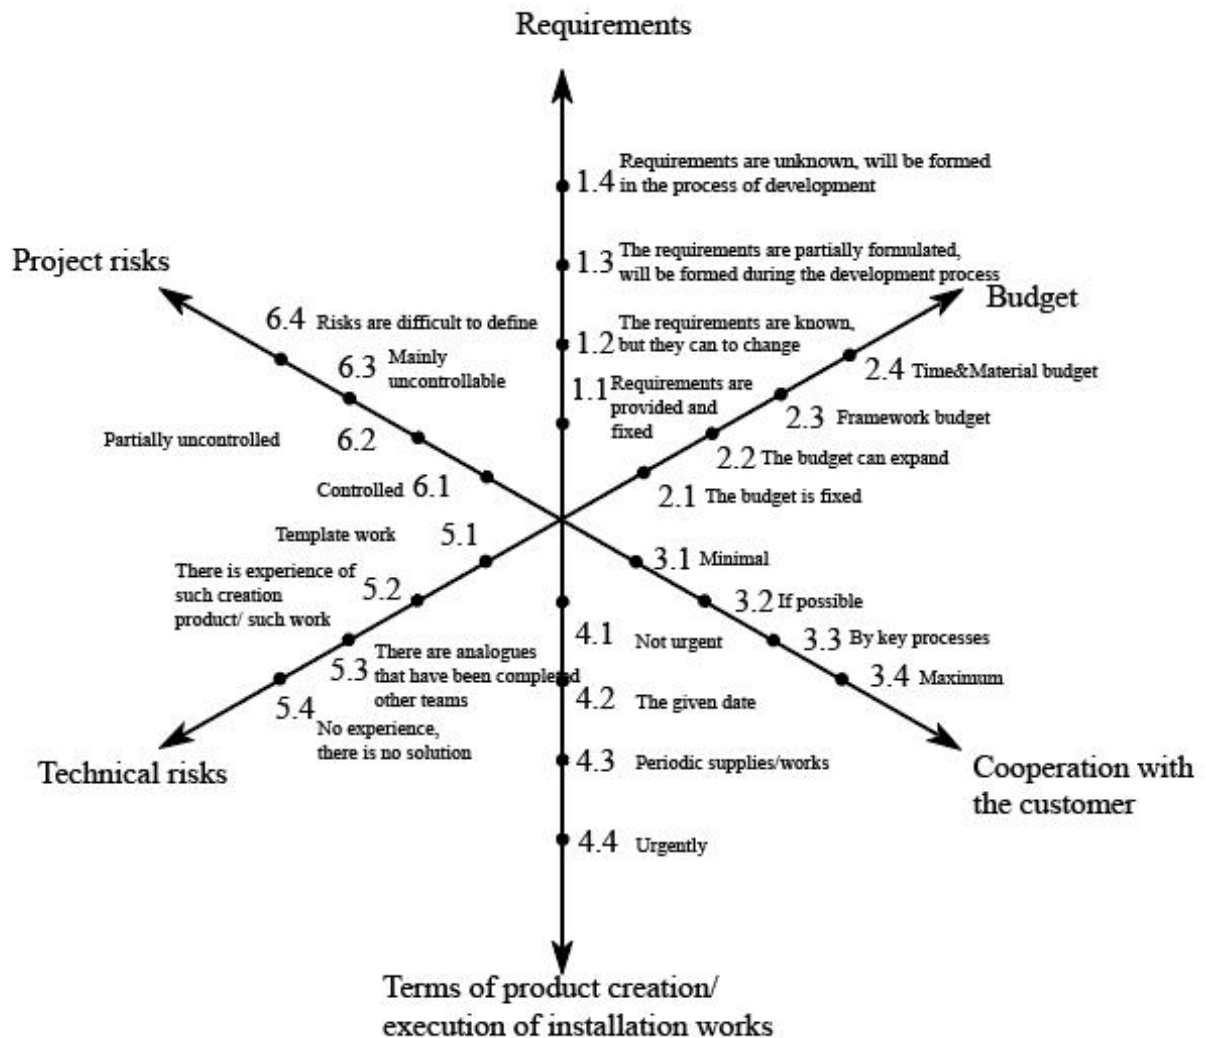 Requirements
1.4 Requirements are unknown, will be formed
in the process of development
1.3 The requirements are partially formulated,
will be formed during the development process
1.2 The requirements are known,
but they can to change
1.1 Requirements are
provided and
fixed
Budget
2.4 Time&Material budget
2.3 Framework budget
2.2 The budget can expand
2.1 The budget is fixed
3.1 Minimal
3.2 If possible
3.3 By key processes
3.4 Maximum
Cooperation with
the customer
4.1 Not urgent
4.2 The given date
4.3 Periodic supplies/works
4.4 Urgently
Terms of product creation/
execution of installation works
Template work 5.1
There is experience of
such creation
product/ such work
5.2
5.3 There are analogues
that have been completed
other teams
5.4
No experience,
there is no solution
Technical risks
Project risks
6.4 Risks are difficult to define
6.3 Mainly
uncontrollable
Partially uncontrolled 6.2
Controlled 6.1